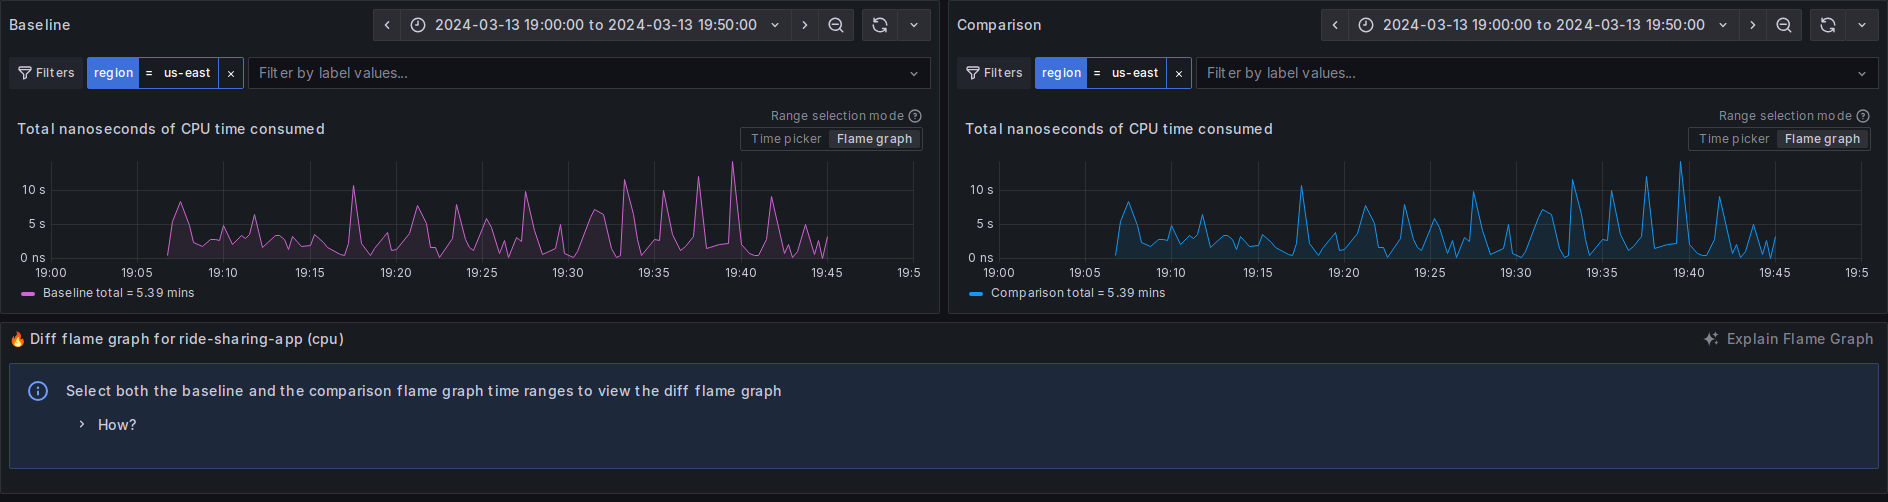 Baseline
2024-03-13 19:00:00 to 2024-03-13 19:50:00
Filters
region = us-east ×
Filter by label values...
Range selection mode
Total nanoseconds of CPU time consumed
Time picker Flame graph
10 s
5 s
0 ns
19:00 19:05 19:10 19:15 19:20 19:25 19:30 19:35 19:40 19:45 19:5
Baseline total = 5.39 mins
Comparison
2024-03-13 19:00:00 to 2024-03-13 19:50:00
Filters
region = us-east ×
Filter by label values...
Range selection mode
Total nanoseconds of CPU time consumed
Time picker Flame graph
10 s
5 s
0 ns
19:00 19:05 19:10 19:15 19:20 19:25 19:30 19:35 19:40 19:45 19:5
Comparison total = 5.39 mins
🔥 Diff flame graph for ride-sharing-app (cpu)
Explain Flame Graph
Select both the baseline and the comparison flame graph time ranges to view the diff flame graph
How?